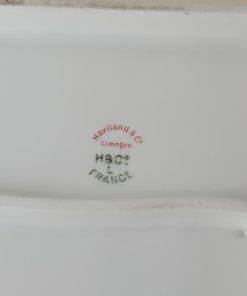 Haviland & Co
Limoges
H&Co
L
FRANCE